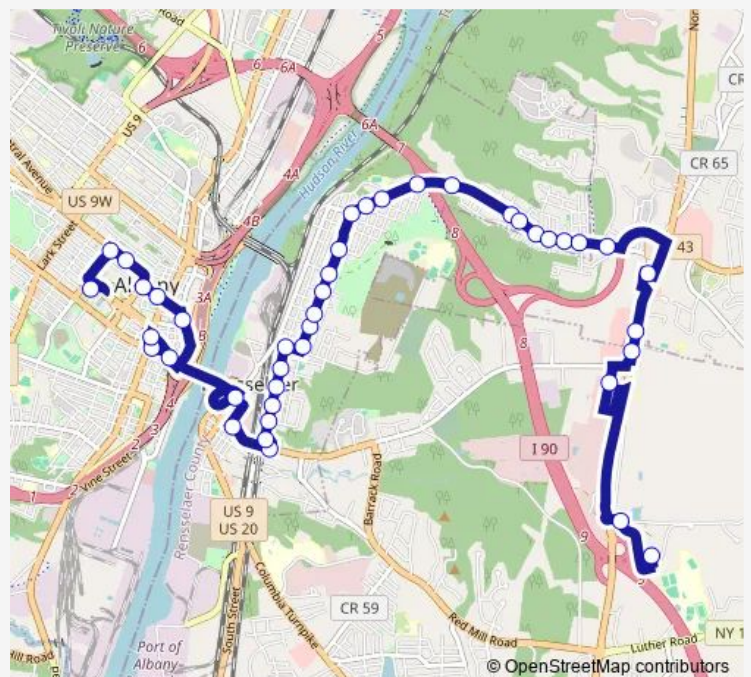 Tivoli Nature
Preserve
Road
6
6
6A
5
US 9
6A
7
4A
Hudson River
CR
CR 65
US 9W
Lark Street
4B
8
43
Albany
3A
B
8
4
3
2
Vine Street
1
2
Rensselaer County
I 90
Barrack Road
US 9
US 20
9
Columbia Turnpike
CR 59
South Street
Red Mill Road
NY 1
Luther Road
Port of
Albany
© OpenStreetMap contributors